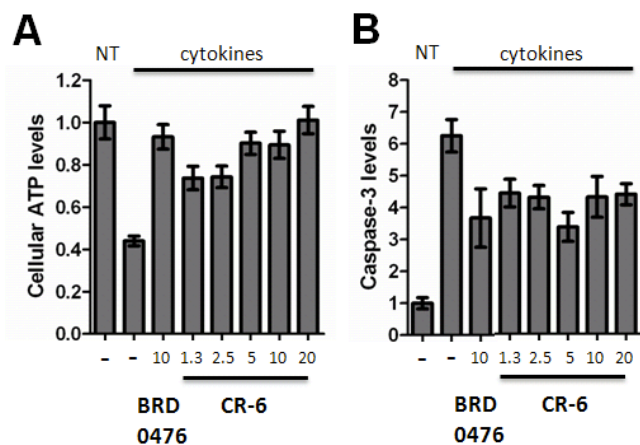 A
NT cytokines
Cellular ATP levels
1.2
1.0
0.8
0.6
0.4
0.2
0.0
- - 10 1.3 2.5 5 10 20
BRD CR-6
0476
B
NT cytokines
Caspase-3 levels
8
7
6
5
4
3
2
1
0
- - 10 1.3 2.5 5 10 20
BRD CR-6
0476